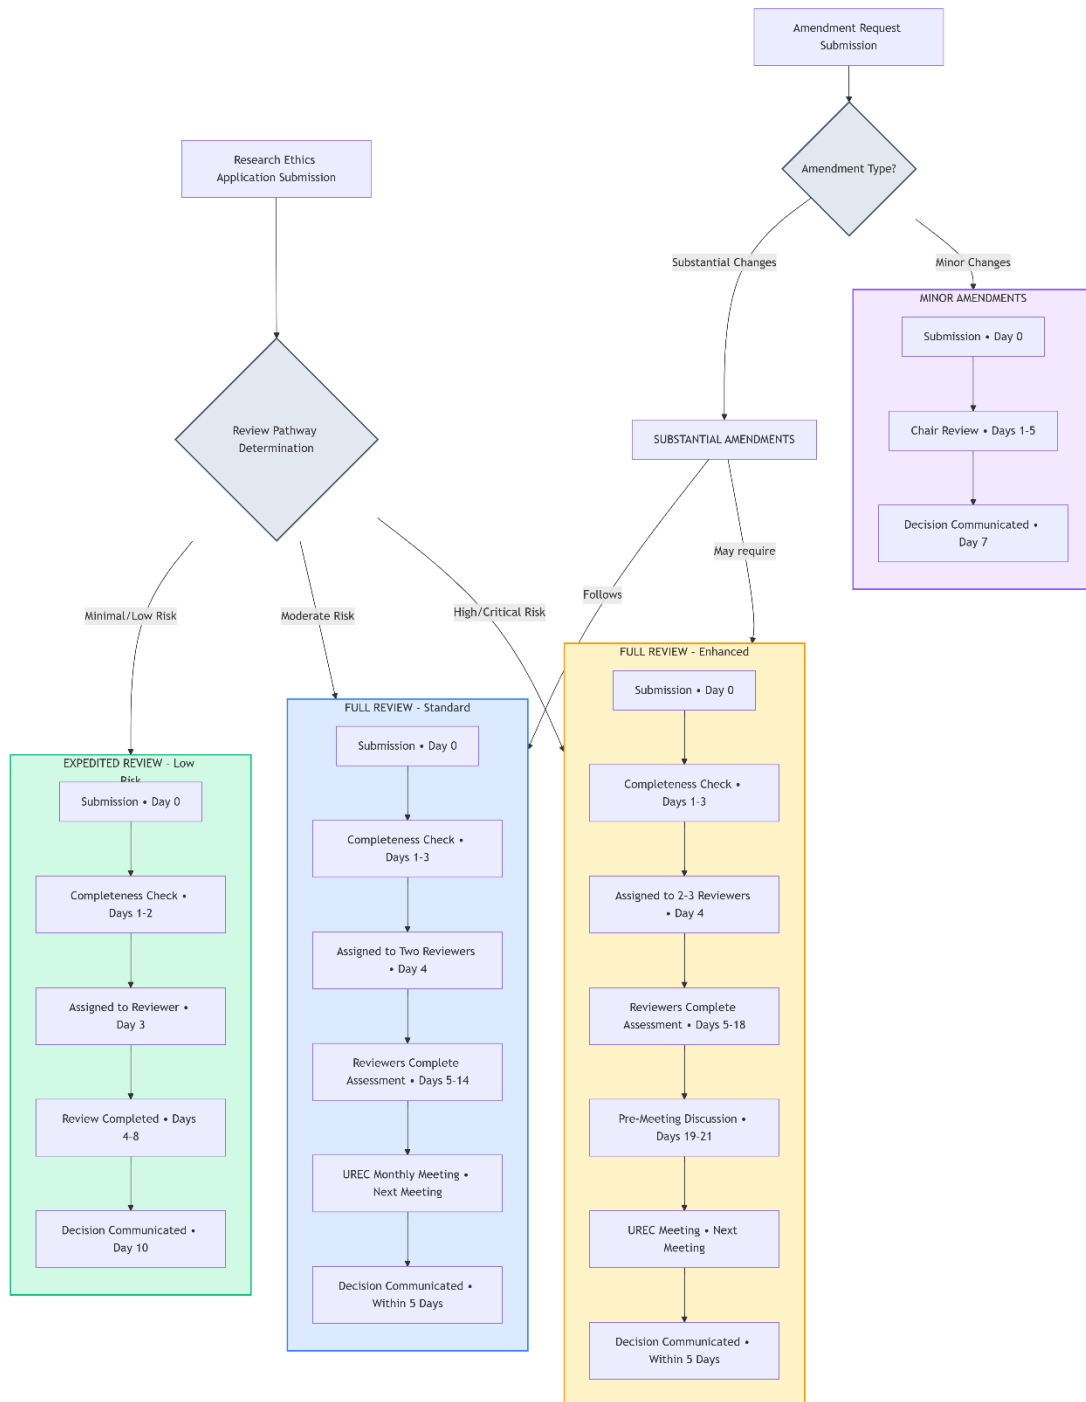 Amendment Request
Submission
Amendment Type?
Research Ethics
Application Submission
Review Pathway
Determination
Substantial Changes
Minor Changes
MINOR AMENDMENTS
Submission • Day 0
Chair Review • Days 1-5
Decision Communicated •
Day 7
SUBSTANTIAL AMENDMENTS
May require
Follows
Minimal/Low Risk
Moderate Risk
High/Critical Risk
EXPEDITED REVIEW - Low
Risk
Submission • Day 0
Completeness Check •
Days 1-2
Assigned to Reviewer •
Day 3
Review Completed • Days
4-8
Decision Communicated •
Day 10
FULL REVIEW - Standard
Submission • Day 0
Completeness Check •
Days 1-3
Assigned to Two Reviewers
• Day 4
Reviewers Complete
Assessment • Days 5-14
UREC Monthly Meeting •
Next Meeting
Decision Communicated •
Within 5 Days
FULL REVIEW - Enhanced
Submission • Day 0
Completeness Check •
Days 1-3
Assigned to 2-3 Reviewers
• Day 4
Reviewers Complete
Assessment • Days 5-18
Pre-Meeting Discussion •
Days 19-21
UREC Meeting • Next
Meeting
Decision Communicated •
Within 5 Days